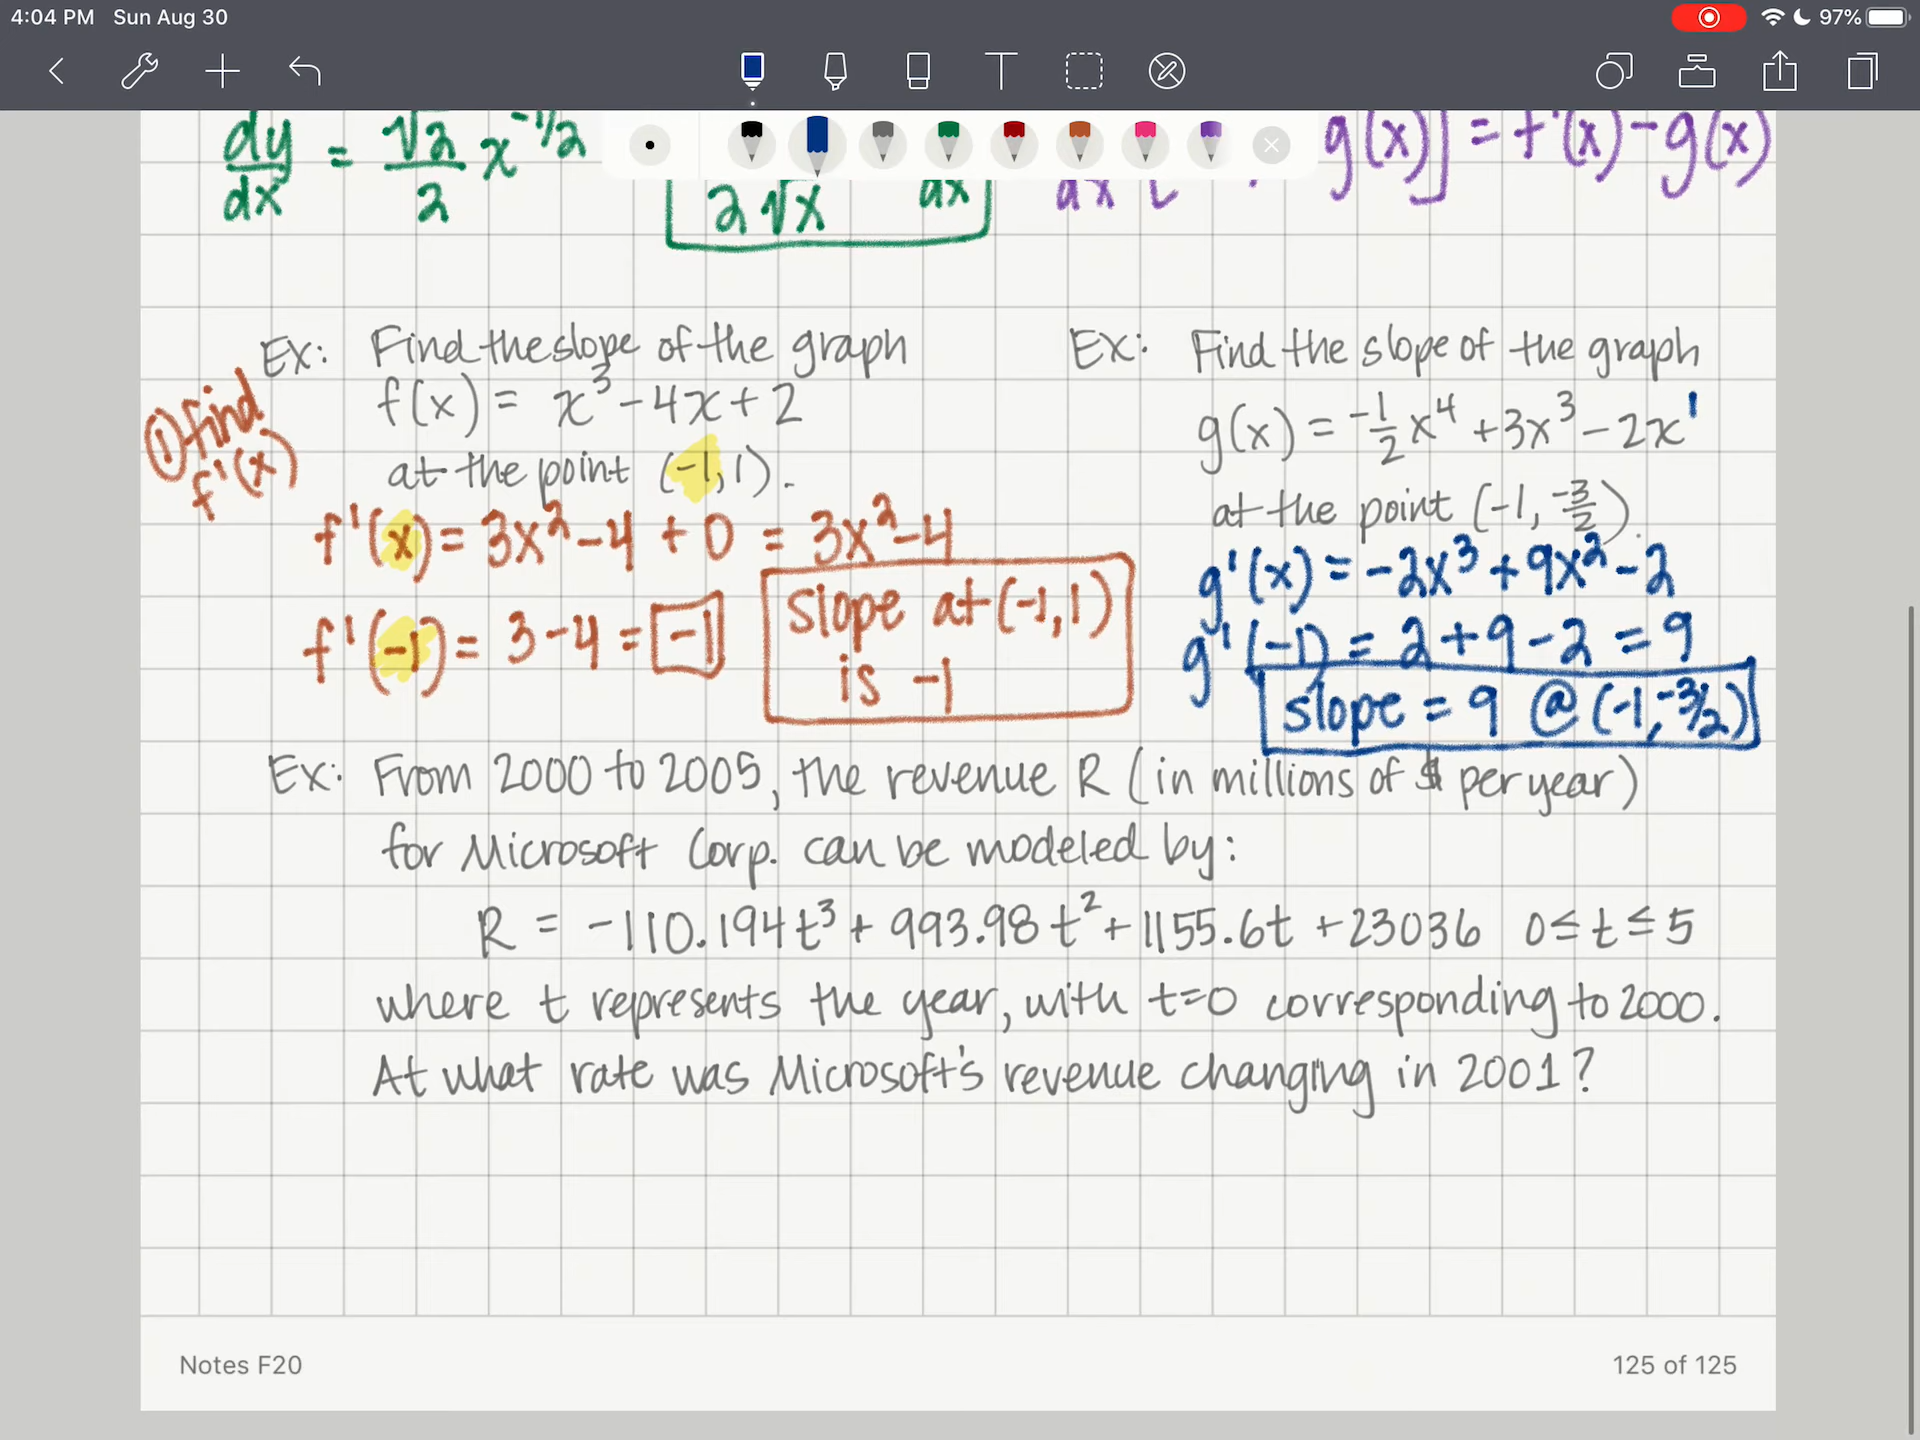 4:04 PM Sun Aug 30
97%
dy/dx = √2/2 x^-1/2
2√x dx
dx [ g(x)] = f'(x) - g(x)
Ex: Find the slope of the graph
f(x) = x³ - 4x + 2
at the point (-1, 1).
① find
f'(x)
f'(x) = 3x² - 4 + 0 = 3x² - 4
f'(-1) = 3 - 4 = -1
slope at (-1, 1)
is -1
Ex: Find the slope of the graph
g(x) = -1/2 x⁴ + 3x³ - 2x¹
at the point (-1, -3/2).
g'(x) = -2x³ + 9x² - 2
g'(-1) = 2 + 9 - 2 = 9
slope = 9 @ (-1, -3/2)
Ex: From 2000 to 2005, the revenue R (in millions of $ per year)
for Microsoft Corp. can be modeled by:
R = -110.194t³ + 993.98t² + 1155.6t + 23036 0 ≤ t ≤ 5
where t represents the year, with t=0 corresponding to 2000.
At what rate was Microsoft's revenue changing in 2001?
Notes F20
125 of 125